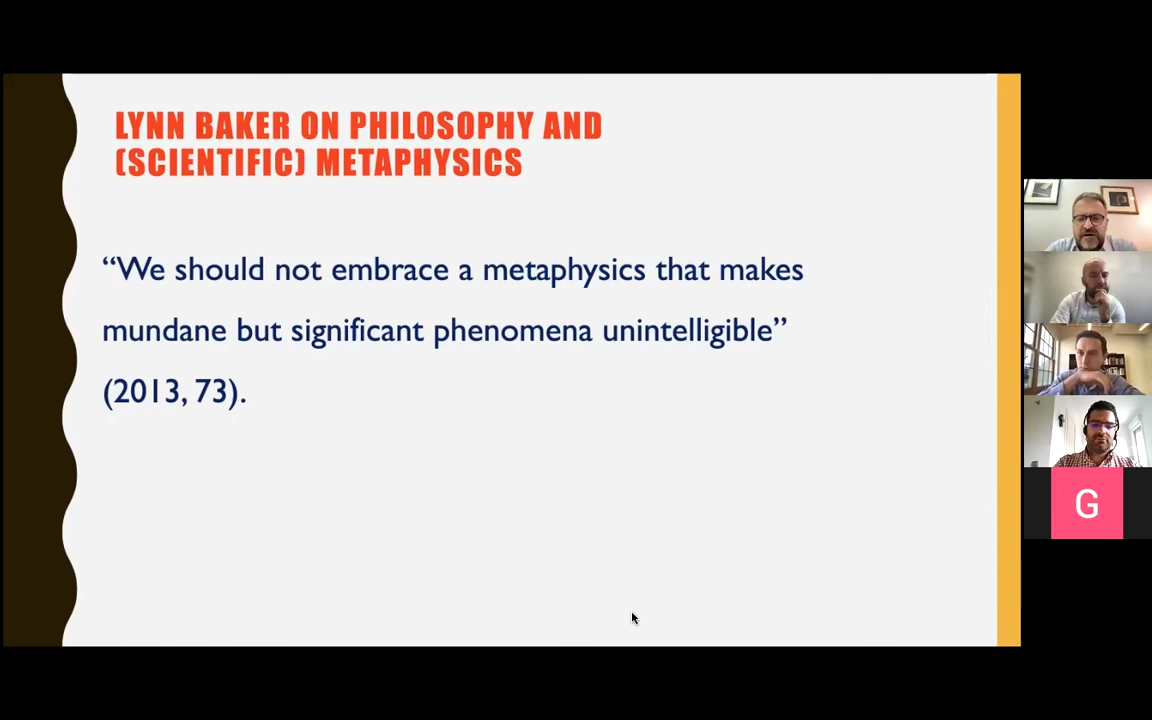 LYNN BAKER ON PHILOSOPHY AND
(SCIENTIFIC) METAPHYSICS
“We should not embrace a metaphysics that makes
mundane but significant phenomena unintelligible”
(2013, 73).
G